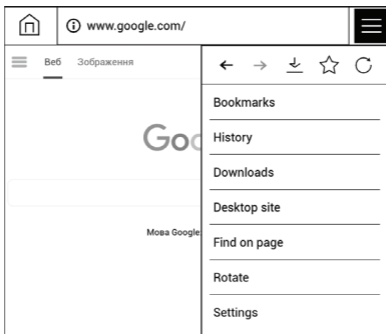 www.google.com/
Веб Зображення
Goo
Мова Google
Bookmarks
History
Downloads
Desktop site
Find on page
Rotate
Settings